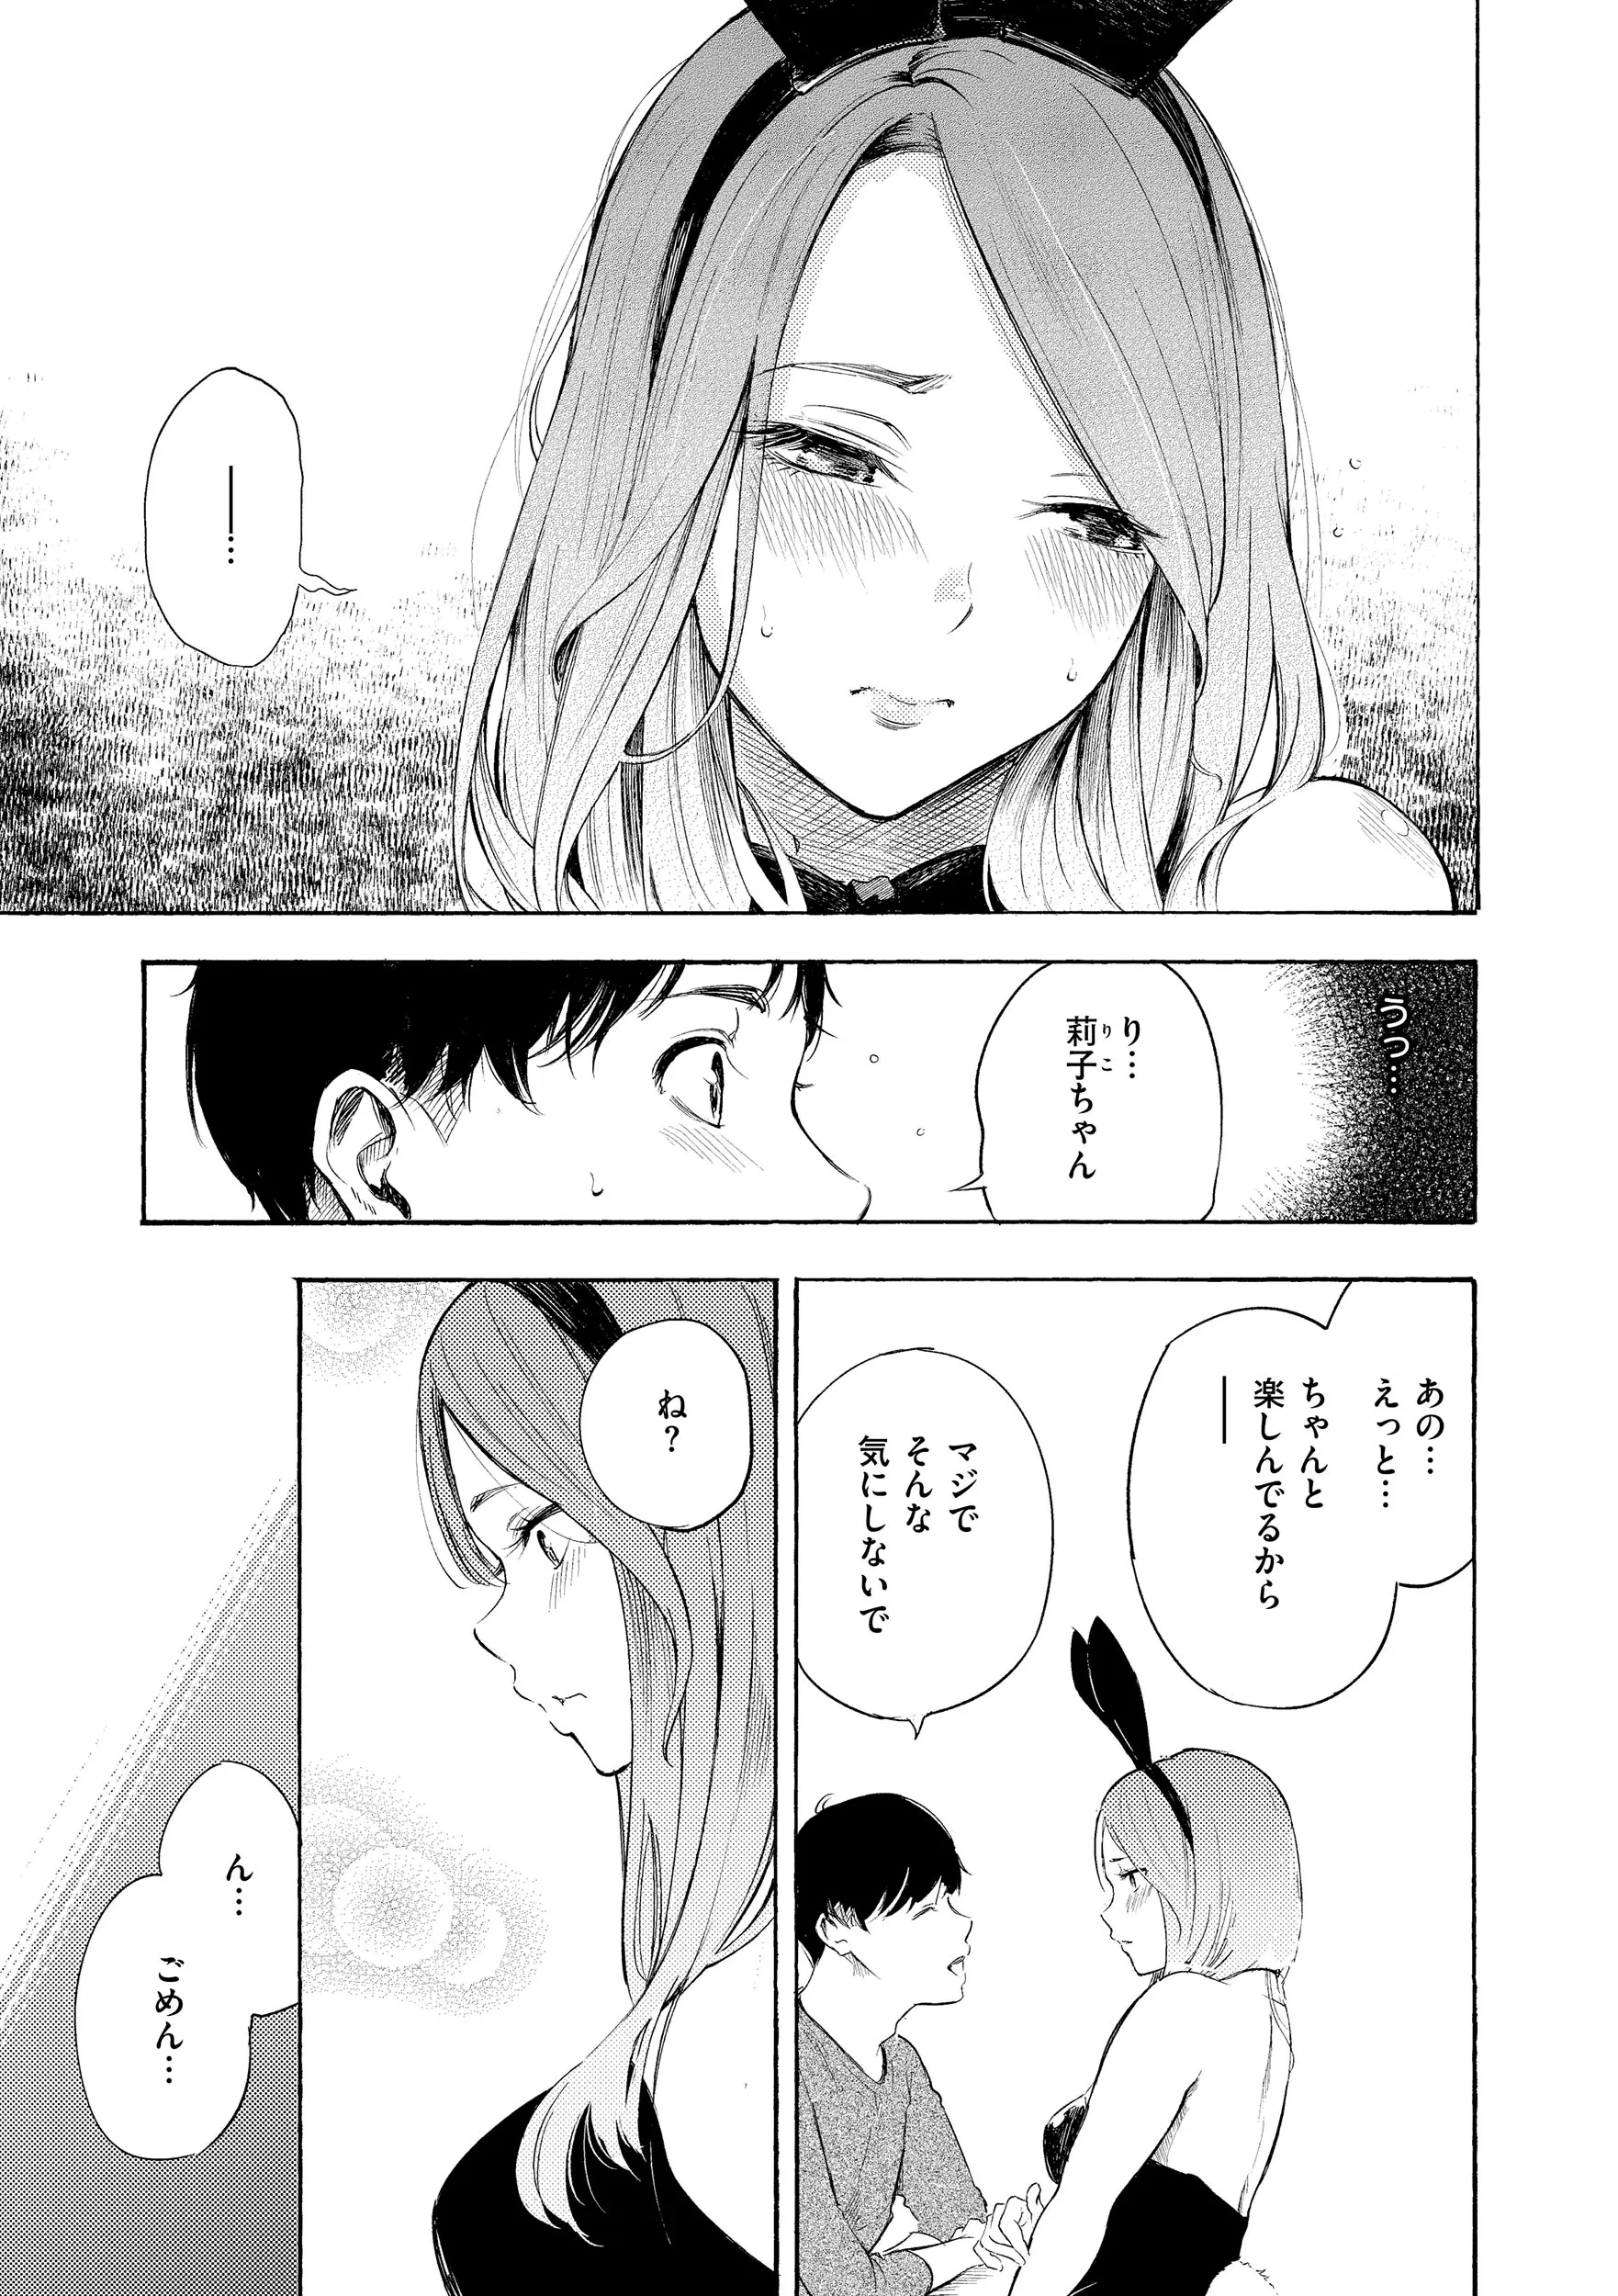 ――…
うっ…
り…
莉子ちゃん
りこ
あの…
えっと…
ちゃんと
楽しんでるから
――
マジで
そんな
気にしないで
ね？
ん…
ごめん…